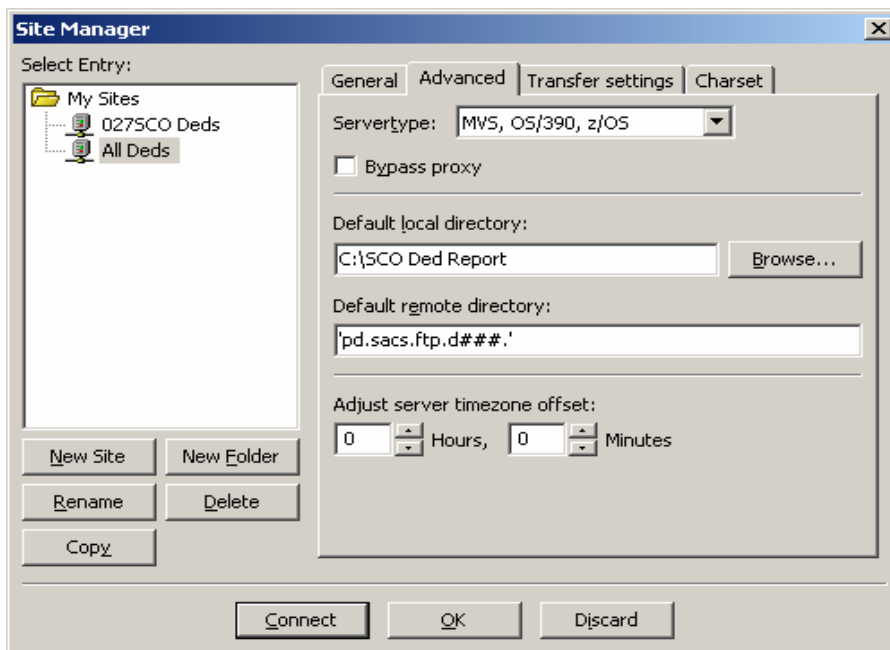 Site Manager
Select Entry:
My Sites
027SCO Deds
All Deds
New Site
New Folder
Rename
Delete
Copy
General
Advanced
Transfer settings
Charset
Servertype:
MVS, OS/390, z/OS
Bypass proxy
Default local directory:
C:\SCO Ded Report
Browse...
Default remote directory:
'pd.sacs.ftp.d###.'
Adjust server timezone offset:
0 Hours, 0 Minutes
Connect
OK
Discard